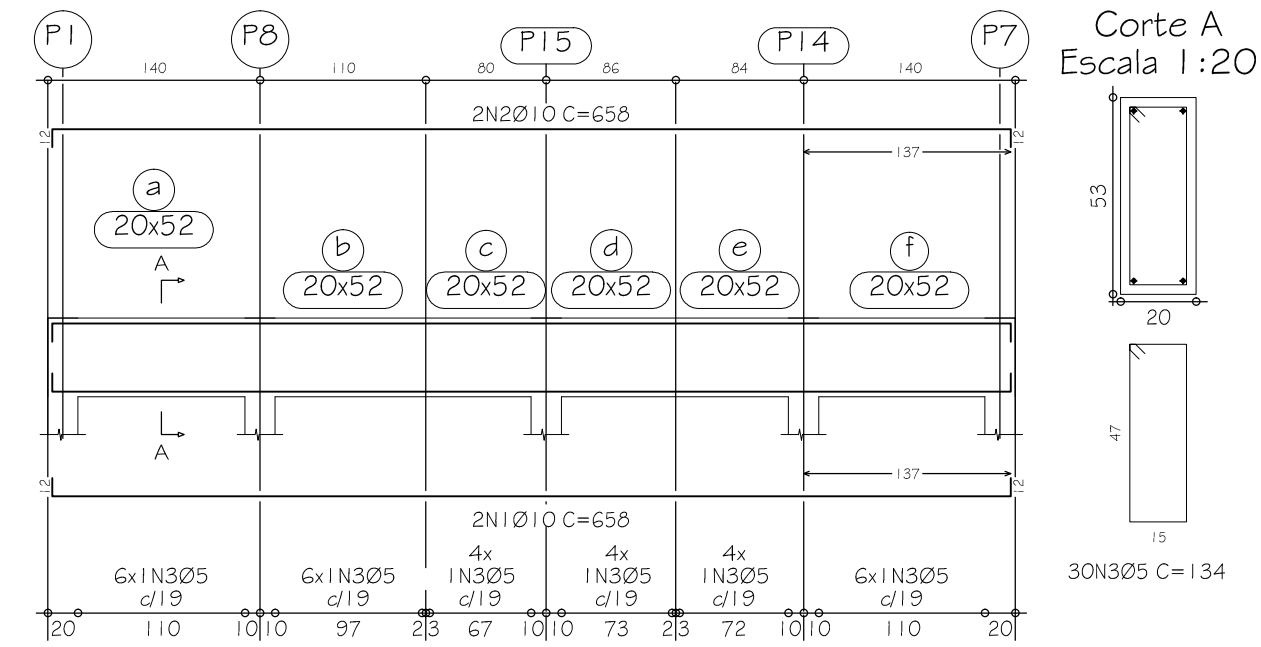 P1 P8 P15 P14 P7
140 110 80 86 84 140
2N2Ø10 C=658
12 12
137
a
20x52
A
b c d e f
20x52 20x52 20x52 20x52 20x52
A
137
12 12
2N1Ø10 C=658
4x 4x 4x
6x1N3Ø5 6x1N3Ø5 1N3Ø5 1N3Ø5 1N3Ø5 6x1N3Ø5
c/19 c/19 c/19 c/19 c/19 c/19
20 110 10 10 97 2 3 67 10 10 73 2 3 72 10 10 110 20
Corte A
Escala 1:20
53
20
47
15
30N3Ø5 C=134